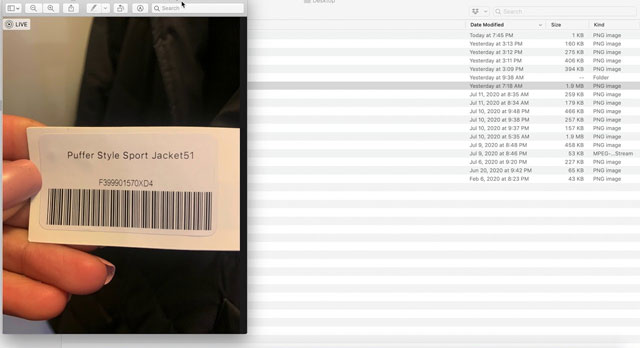 Search
LIVE
Puffer Style Sport Jacket51
F399901570XD4
Search
Date Modified Size Kind
Today at 7:45 PM 1 KB PNG image
Yesterday at 3:13 PM 160 KB PNG image
Yesterday at 3:12 PM 275 KB PNG image
Yesterday at 3:11 PM 406 KB PNG image
Yesterday at 3:09 PM 394 KB PNG image
Yesterday at 9:38 AM -- Folder
Yesterday at 7:18 AM 1.9 MB PNG image
Jul 11, 2020 at 8:35 AM 259 KB PNG image
Jul 11, 2020 at 8:34 AM 179 KB PNG image
Jul 10, 2020 at 9:48 PM 466 KB PNG image
Jul 10, 2020 at 9:38 PM 257 KB PNG image
Jul 10, 2020 at 9:37 PM 157 KB PNG image
Jul 10, 2020 at 5:35 AM 1.9 MB PNG image
Jul 9, 2020 at 8:48 PM 458 KB PNG image
Jul 9, 2020 at 8:46 PM 53 KB MPEG-...Stream
Jul 6, 2020 at 9:20 PM 227 KB PNG image
Jun 20, 2020 at 9:42 PM 65 KB PNG image
Feb 6, 2020 at 8:23 PM 43 KB PNG image